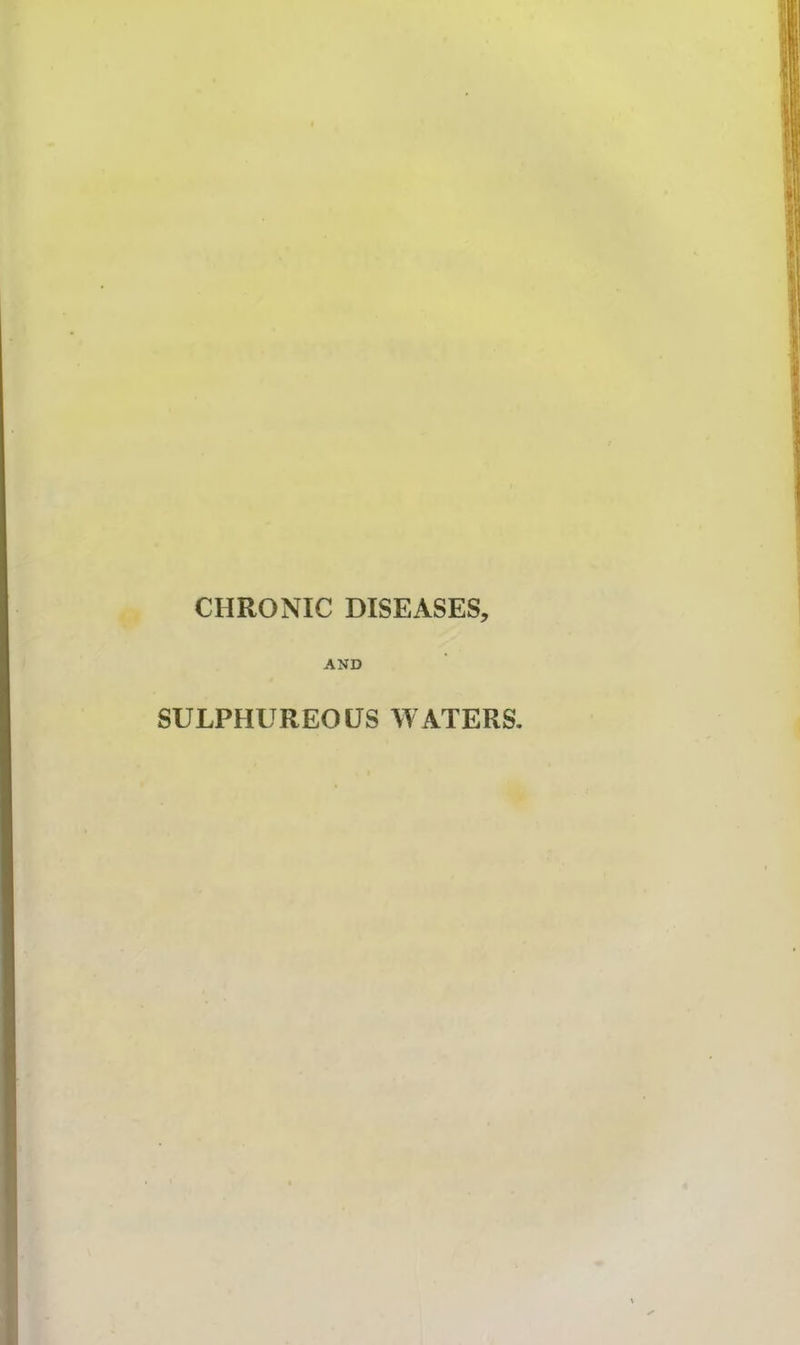 CHRONIC DISEASES,
AND
SULPHUREOUS WATERS.